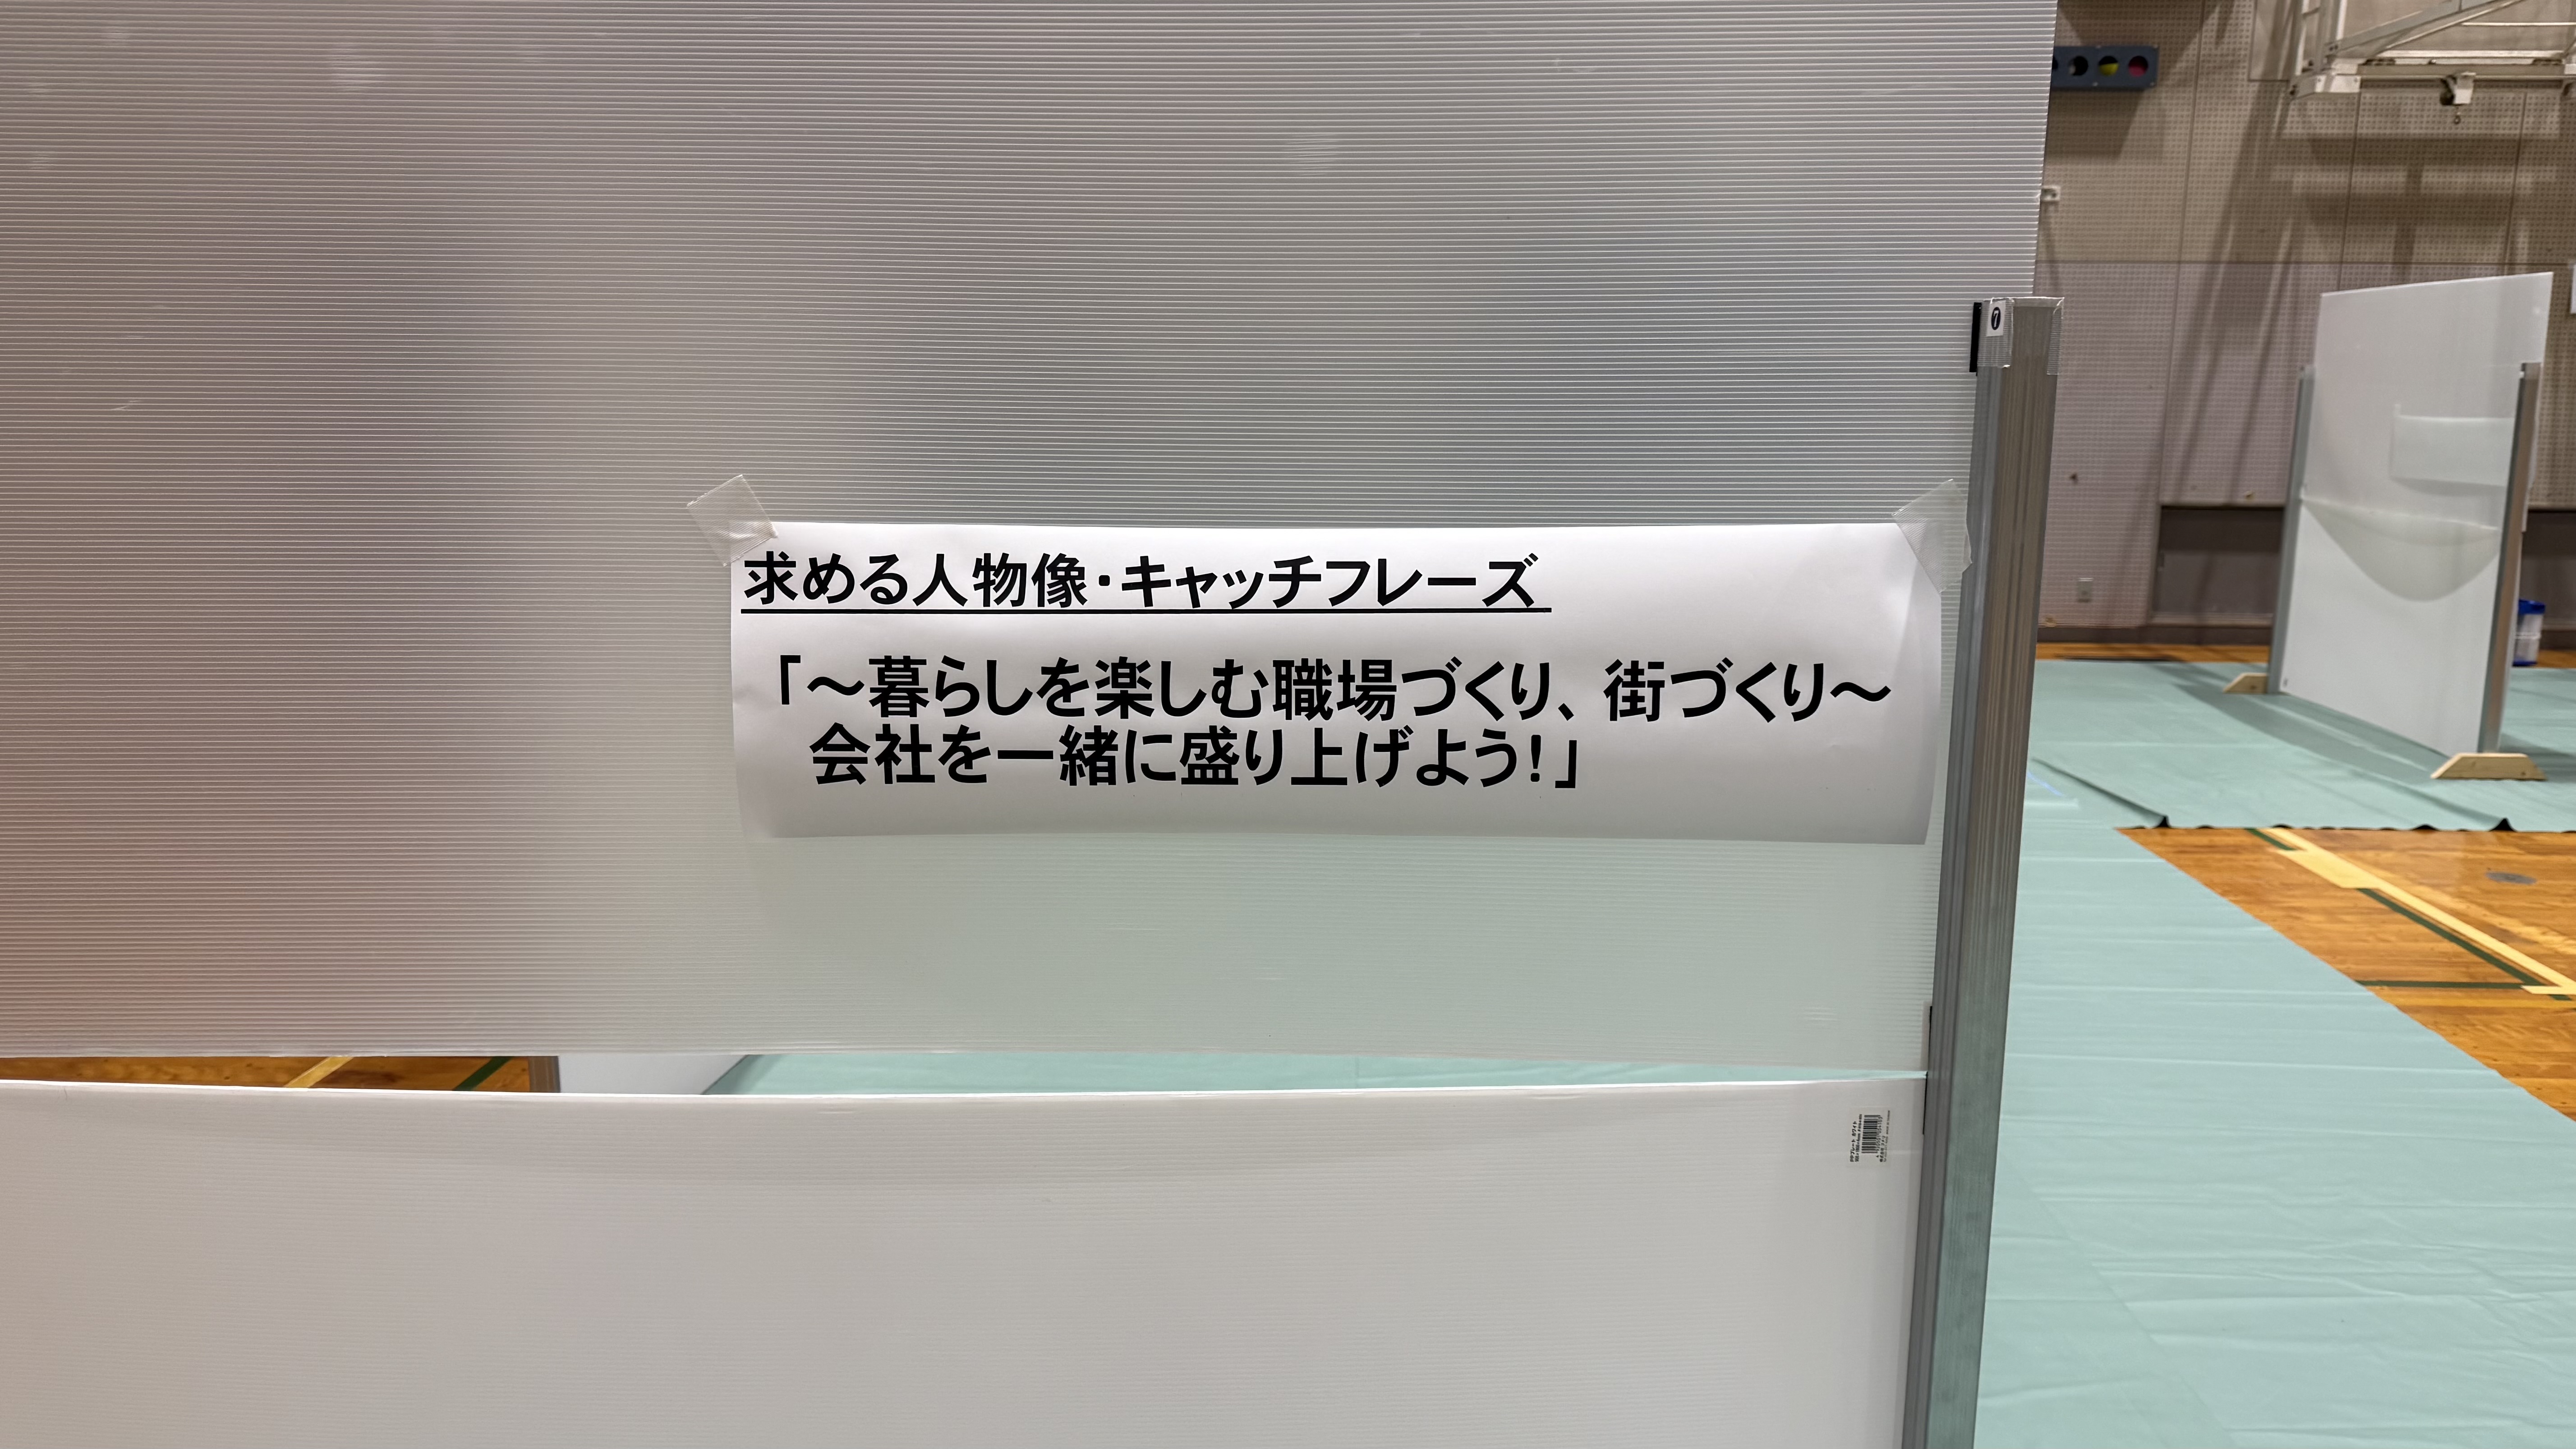 求める人物像・キャッチフレーズ
「～暮らしを楽しむ職場づくり、街づくり～
会社を一緒に盛り上げよう!」